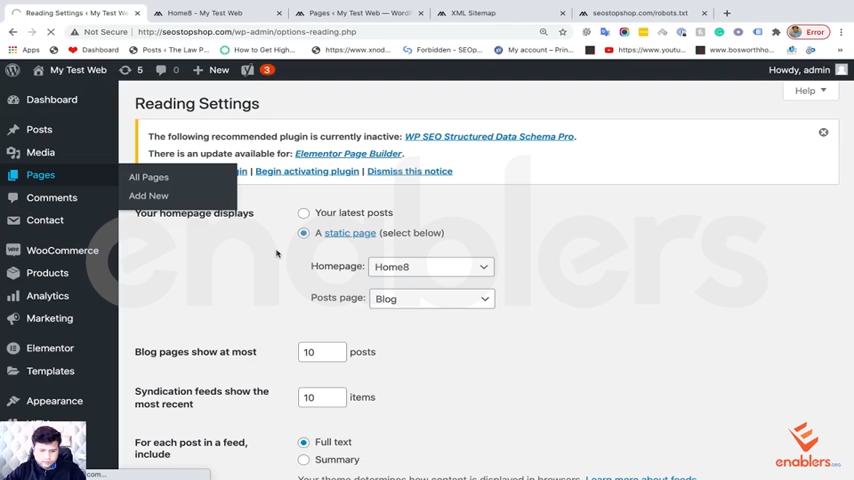 Reading Settings ‹ My Test Web
Home8 - My Test Web
Pages ‹ My Test Web — WordPr
XML Sitemap
seostopshop.com/robots.txt
Not Secure
http://seostopshop.com/wp-admin/options-reading.php
Error
Apps
Dashboard
Posts ‹ The Law P...
https://www.xnod...
Forbidden - SEOp...
My account – Prin...
https://www.youtu...
www.bosworthho...
My Test Web
5
0
New
3
Howdy, admin
Help
Dashboard
Posts
Media
Pages
All Pages
Add New
Comments
Contact
WooCommerce
Products
Analytics
Marketing
Elementor
Templates
Appearance
Reading Settings
The following recommended plugin is currently inactive: WP SEO Structured Data Schema Pro.
There is an update available for: Elementor Page Builder.
| Begin activating plugin | Dismiss this notice
Your homepage displays
Your latest posts
A static page (select below)
Homepage: Home8
Posts page: Blog
Blog pages show at most 10 posts
Syndication feeds show the
most recent
10 items
For each post in a feed,
include
Full text
Summary
enablers
enablers.ORG